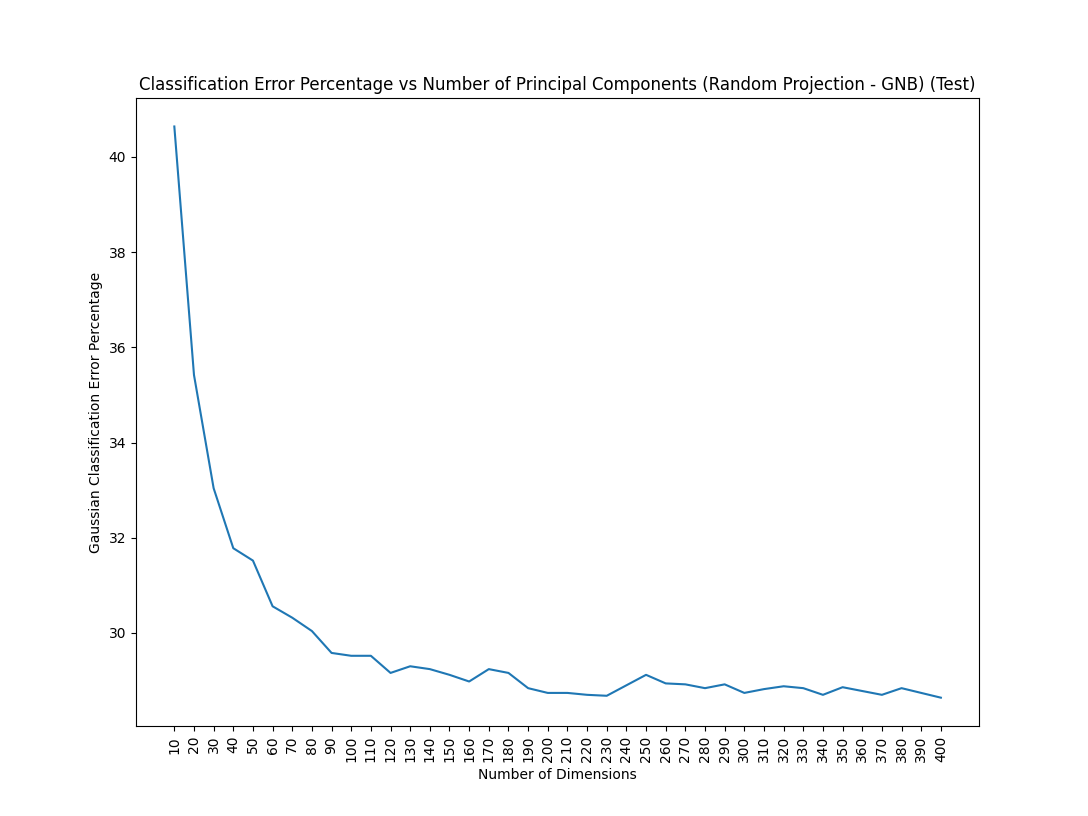 Classification Error Percentage vs Number of Principal Components (Random Projection - GNB) (Test)
40
38
36
34
32
30
Gaussian Classification Error Percentage
10 20 30 40 50 60 70 80 90 100 110 120 130 140 150 160 170 180 190 200 210 220 230 240 250 260 270 280 290 300 310 320 330 340 350 360 370 380 390 400
Number of Dimensions